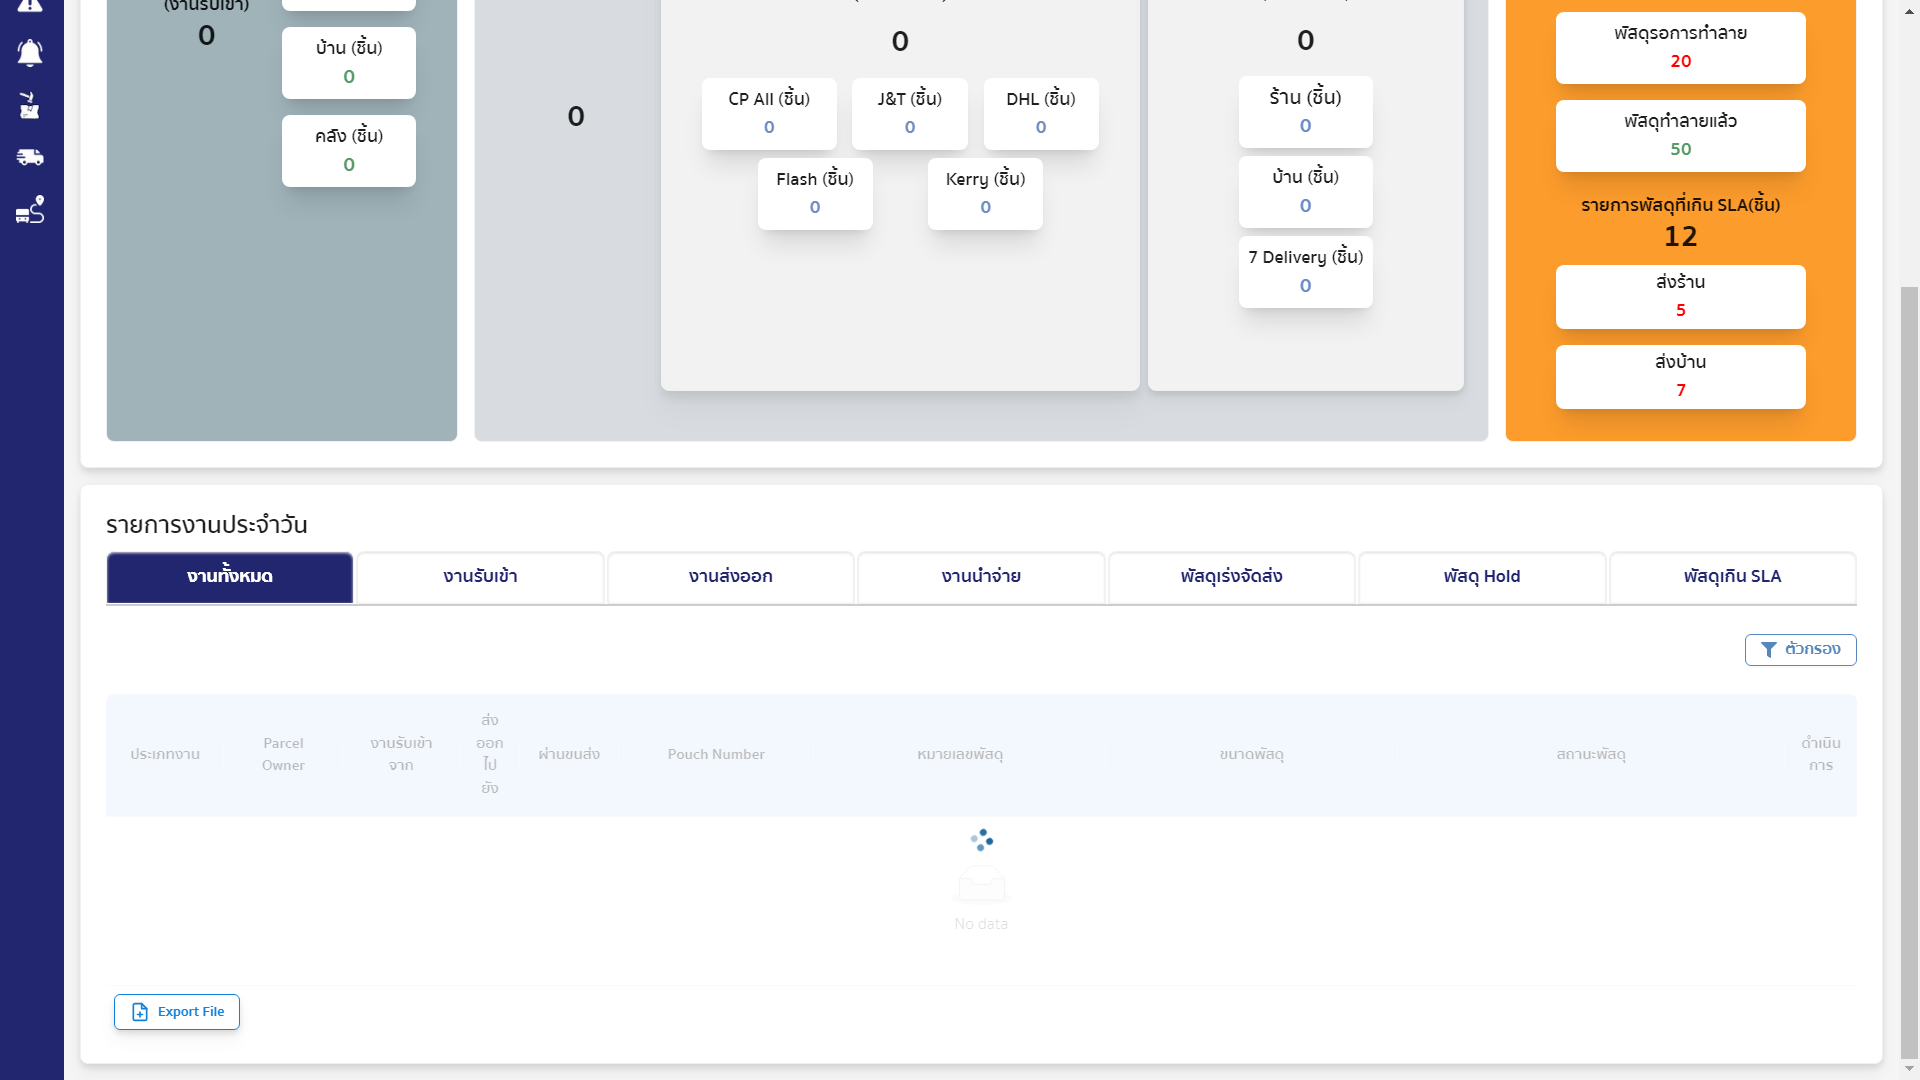 (งานรับเข้า)
0
บ้าน (ชิ้น)
0
คลัง (ชิ้น)
0
0
0
CP All (ชิ้น)
0
J&T (ชิ้น)
0
DHL (ชิ้น)
0
Flash (ชิ้น)
0
Kerry (ชิ้น)
0
0
ร้าน (ชิ้น)
0
บ้าน (ชิ้น)
0
7 Delivery (ชิ้น)
0
พัสดุรอการทำลาย
20
พัสดุทำลายแล้ว
50
รายการพัสดุที่เกิน SLA(ชิ้น)
12
ส่งร้าน
5
ส่งบ้าน
7
รายการงานประจำวัน
งานทั้งหมด
งานรับเข้า
งานส่งออก
งานนำจ่าย
พัสดุเร่งจัดส่ง
พัสดุ Hold
พัสดุเกิน SLA
ตัวกรอง
ประเภทงาน
Parcel
Owner
งานรับเข้า
จาก
ส่ง
ออก
ไป
ยัง
ผ่านขนส่ง
Pouch Number
หมายเลขพัสดุ
ขนาดพัสดุ
สถานะพัสดุ
ดำเนิน
การ
No data
Export File